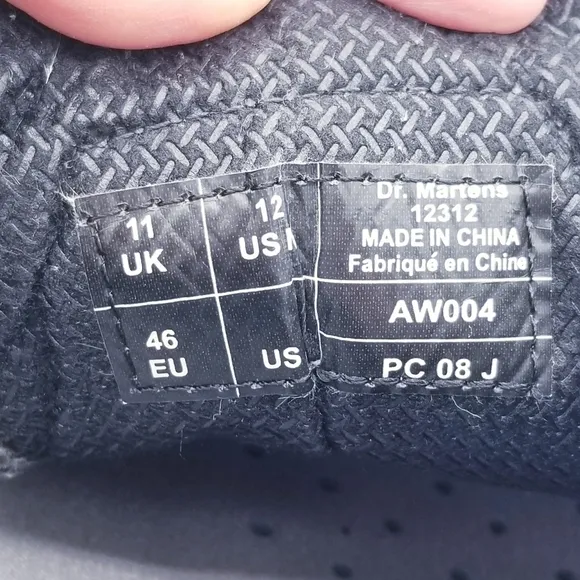 11
UK
12
US
46
EU
US
Dr. Martens
12312
MADE IN CHINA
Fabriqué en Chine
AW004
PC 08 J